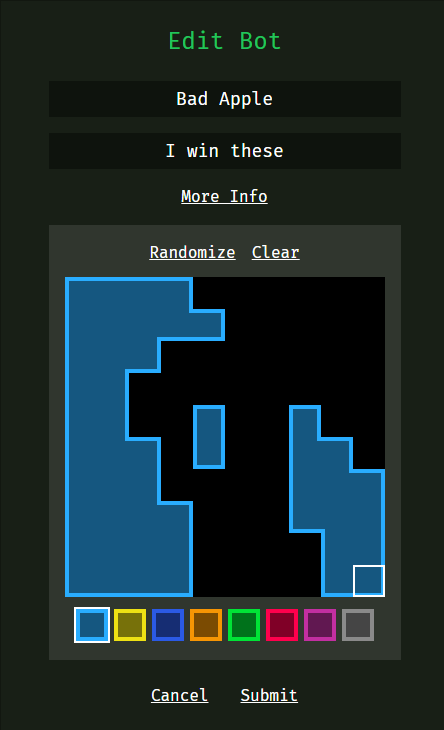 Edit Bot
Bad Apple
I win these
More Info
Randomize Clear
Cancel Submit